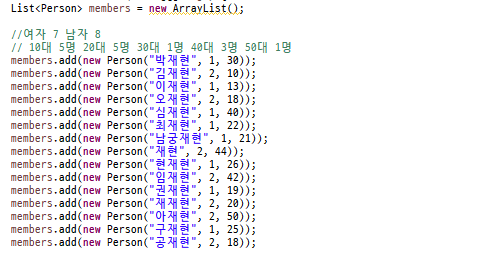 List<Person> members = new ArrayList();
//여자 7 남자 8
// 10대 5명 20대 5명 30대 1명 40대 3명 50대 1명
members.add(new Person("박재현", 1, 30));
members.add(new Person("김재현", 2, 10));
members.add(new Person("이재현", 1, 13));
members.add(new Person("오재현", 2, 18));
members.add(new Person("심재현", 1, 40));
members.add(new Person("최재현", 1, 22));
members.add(new Person("남궁재현", 1, 21));
members.add(new Person("재현", 2, 44));
members.add(new Person("현재현", 1, 26));
members.add(new Person("임재현", 2, 42));
members.add(new Person("권재현", 1, 19));
members.add(new Person("재재현", 2, 20));
members.add(new Person("아재현", 2, 50));
members.add(new Person("구재현", 1, 25));
members.add(new Person("공재현", 2, 18));